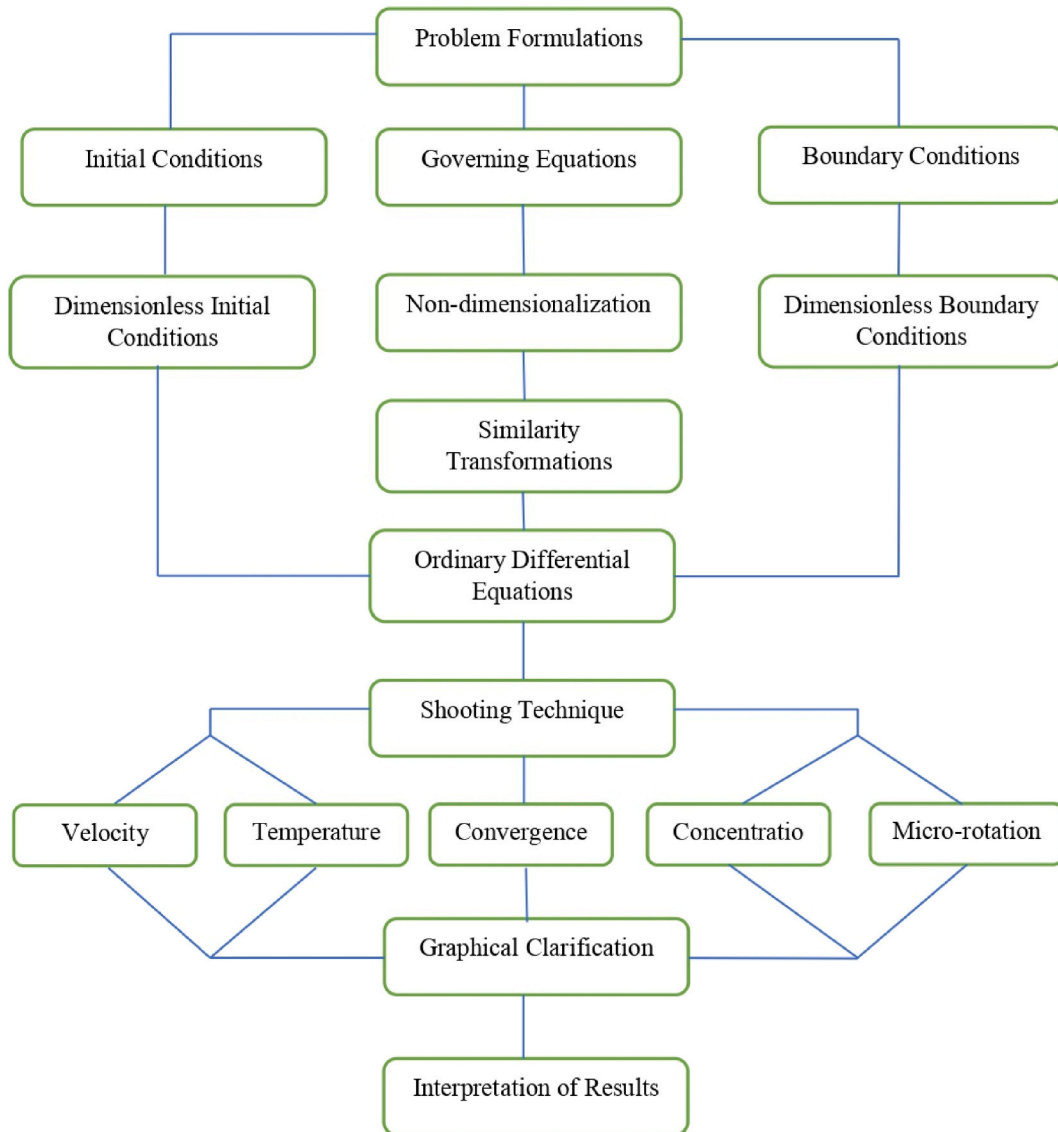 Problem Formulations
Initial Conditions
Governing Equations
Boundary Conditions
Dimensionless Initial
Conditions
Non-dimensionalization
Dimensionless Boundary
Conditions
Similarity
Transformations
Ordinary Differential
Equations
Shooting Technique
Velocity
Temperature
Convergence
Concentratio
Micro-rotation
Graphical Clarification
Interpretation of Results